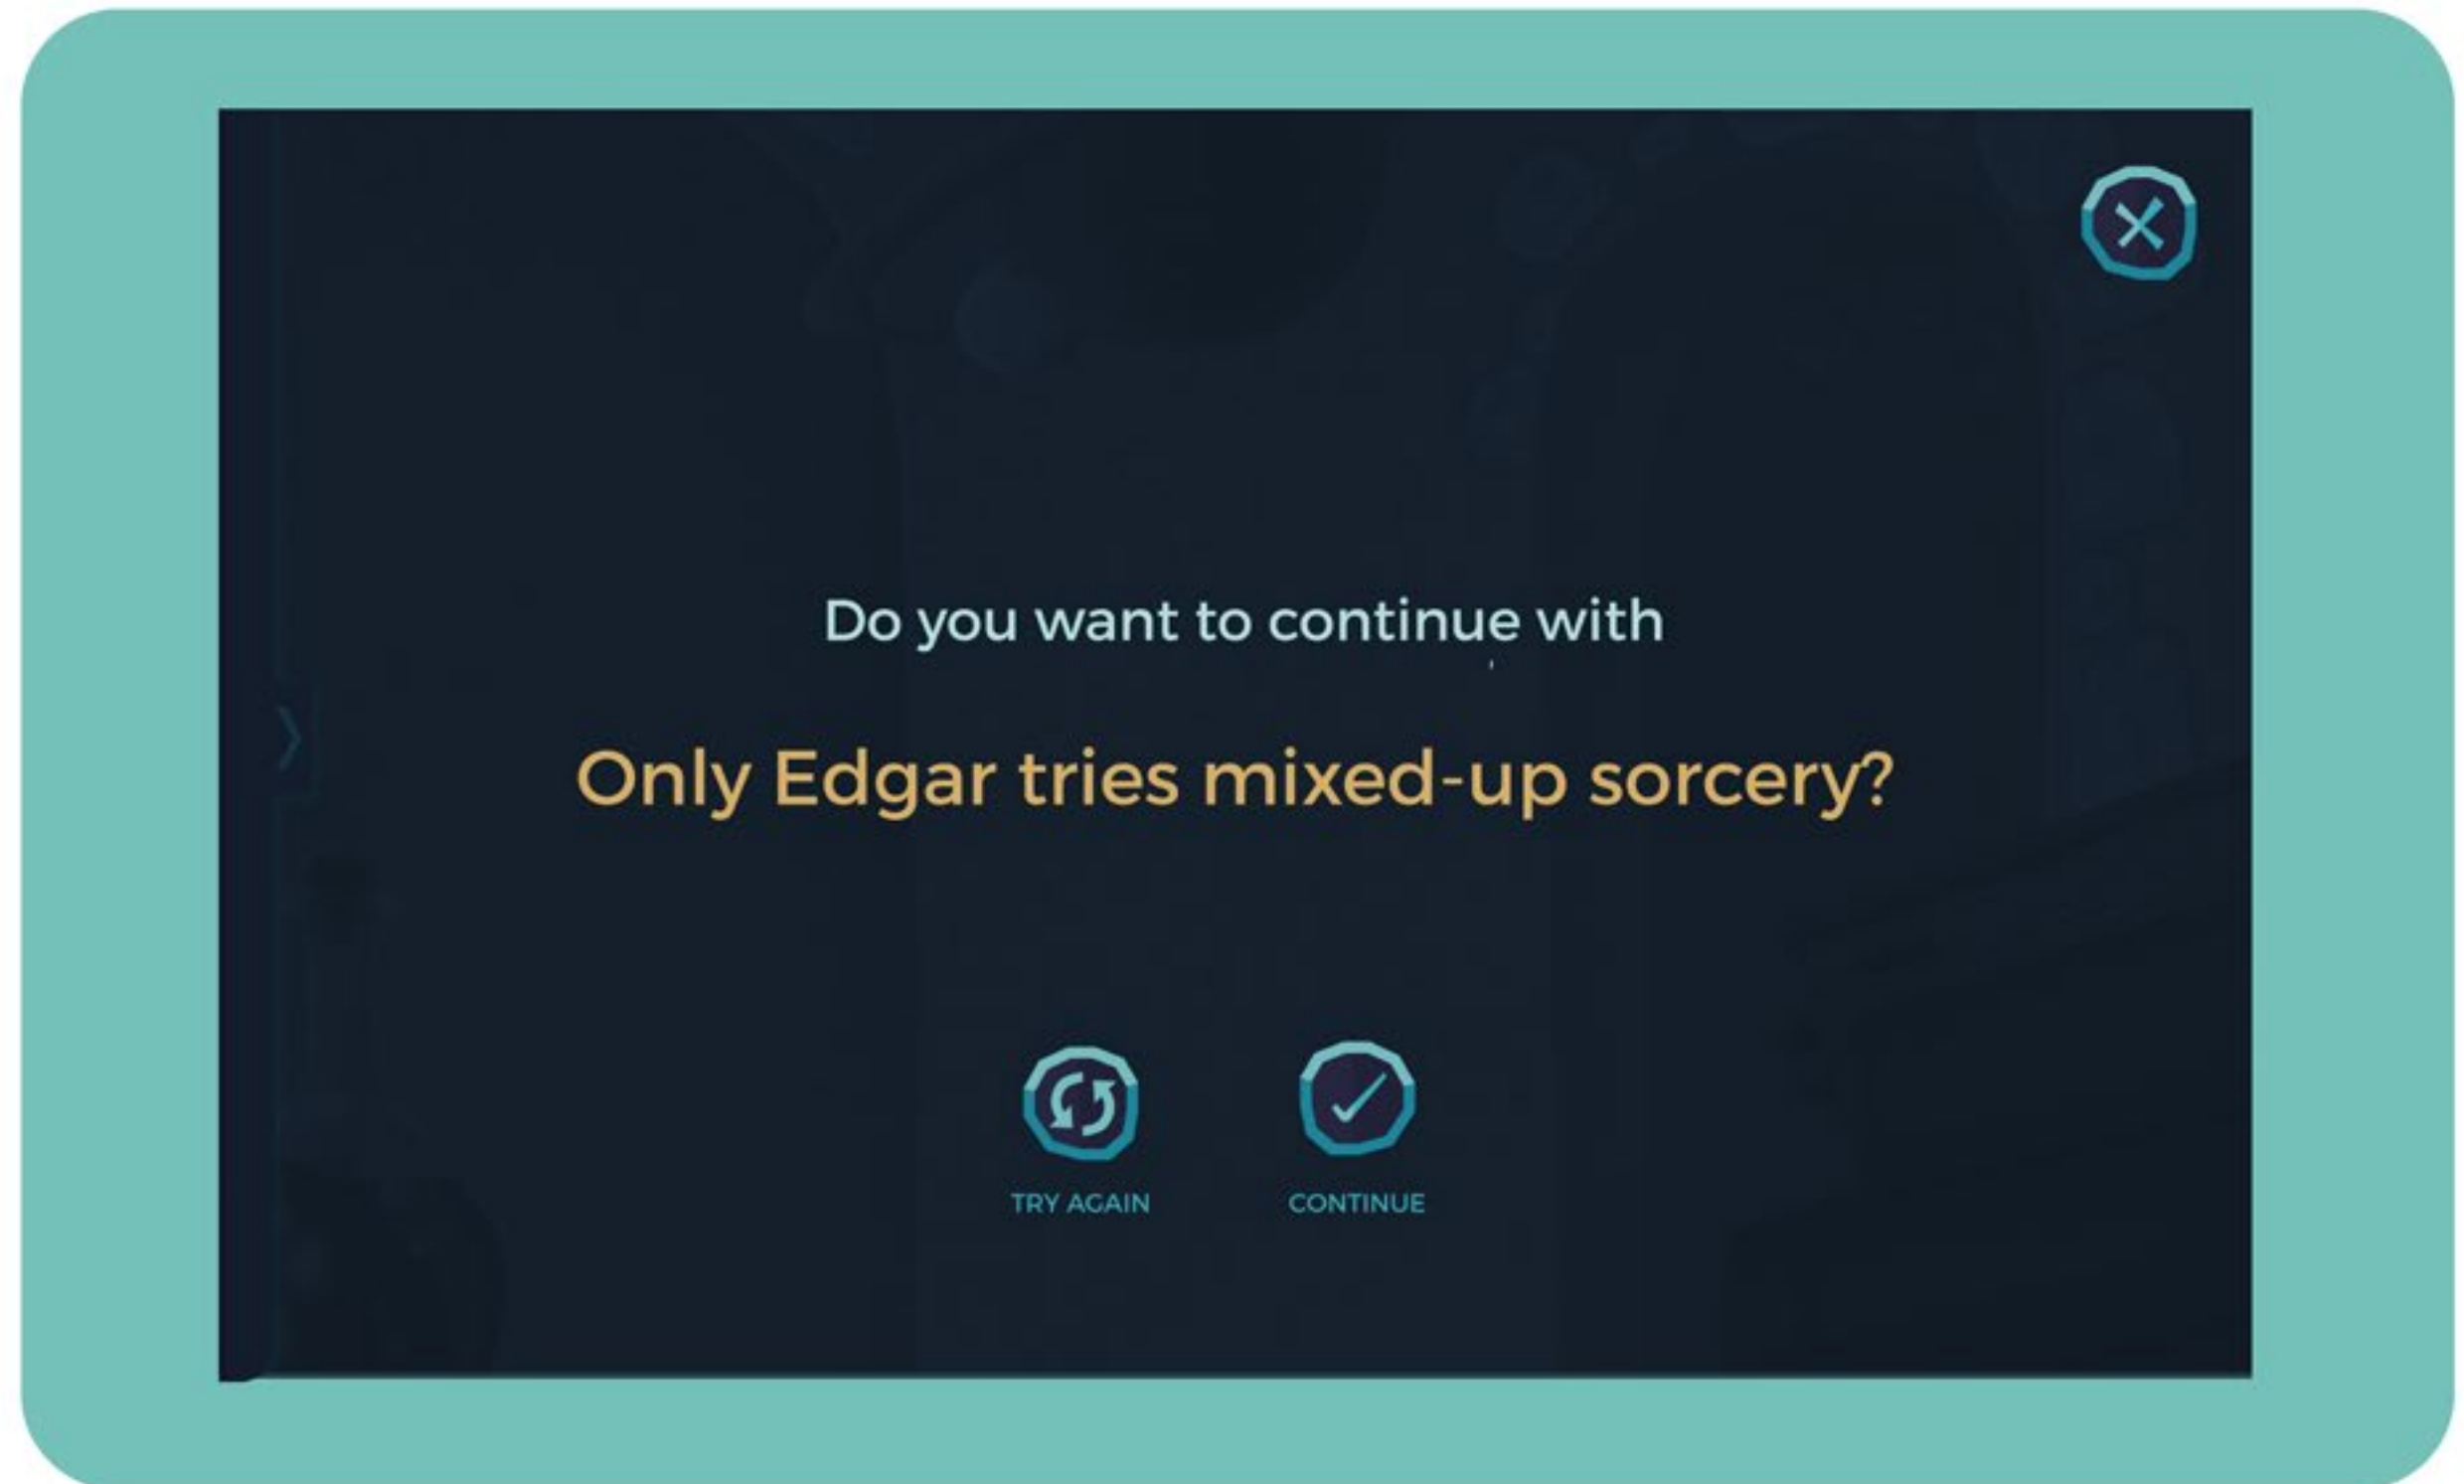 Do you want to continue with
Only Edgar tries mixed-up sorcery?
TRY AGAIN
CONTINUE